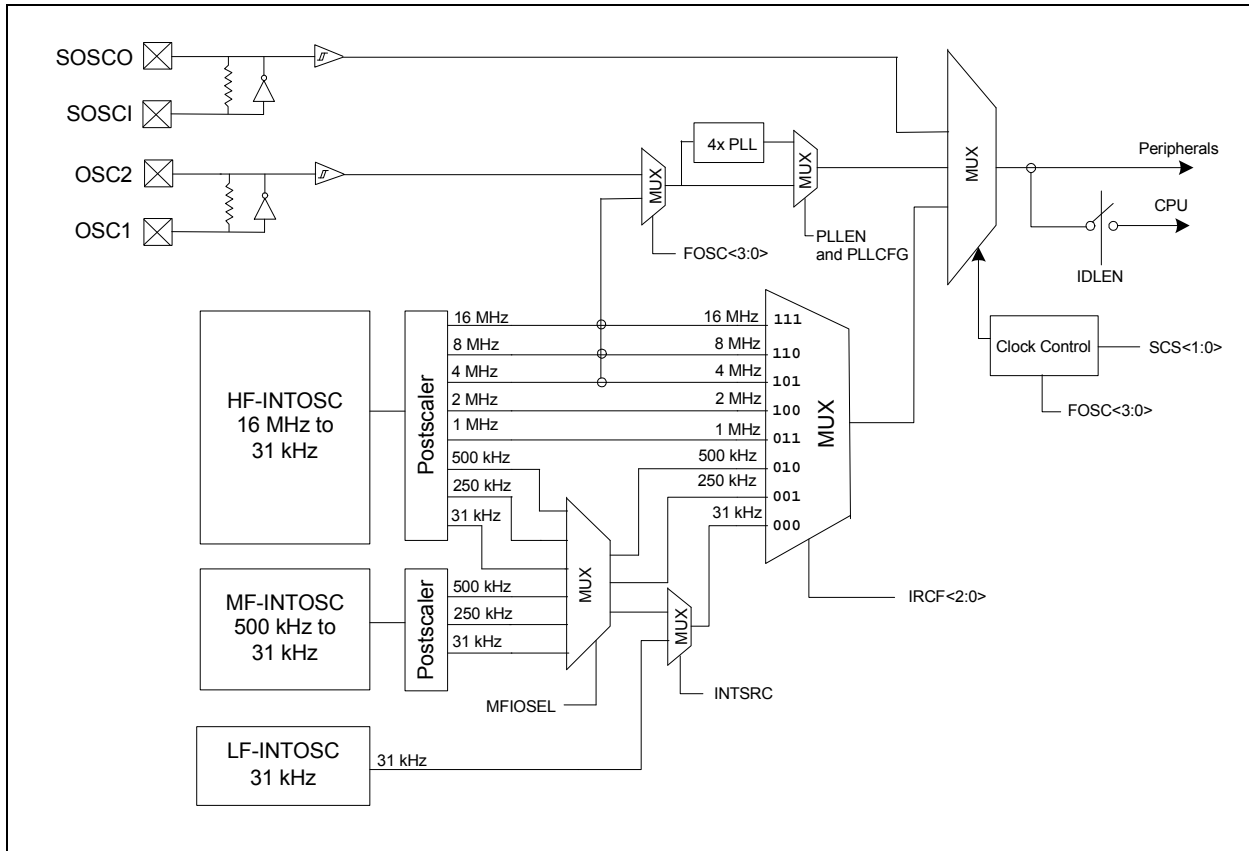 SOSCO
SOSCI
OSC2
OSC1
4x PLL
MUX
MUX
MUX
Peripherals
CPU
IDLEN
FOSC<3:0>
PLLEN
and PLLCFG
Clock Control
SCS<1:0>
FOSC<3:0>
HF-INTOSC
16 MHz to
31 kHz
Postscaler
16 MHz
8 MHz
4 MHz
2 MHz
1 MHz
500 kHz
250 kHz
31 kHz
16 MHz
8 MHz
4 MHz
2 MHz
1 MHz
500 kHz
250 kHz
31 kHz
111
110
101
100
011
010
001
000
MUX
IRCF<2:0>
MF-INTOSC
500 kHz to
31 kHz
Postscaler
500 kHz
250 kHz
31 kHz
MUX
MFIOSEL
MUX
INTSRC
LF-INTOSC
31 kHz
31 kHz